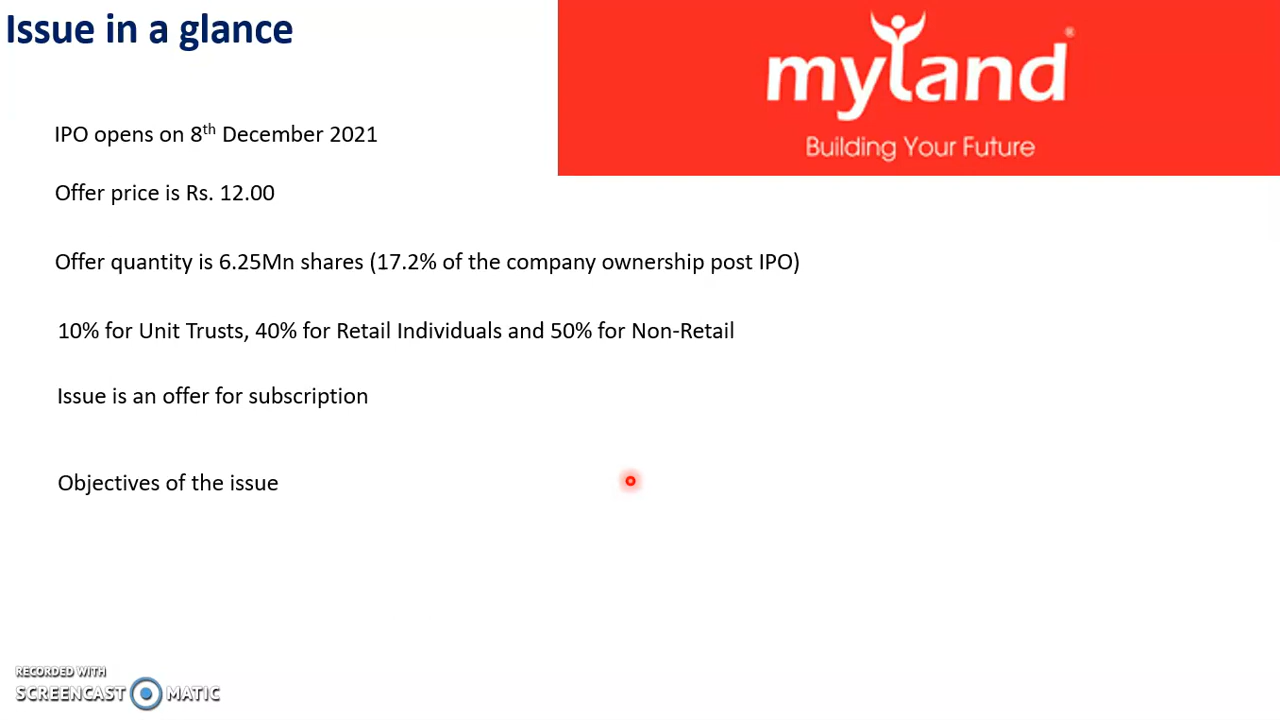 Issue in a glance
myland®
Building Your Future
IPO opens on 8th December 2021
Offer price is Rs. 12.00
Offer quantity is 6.25Mn shares (17.2% of the company ownership post IPO)
10% for Unit Trusts, 40% for Retail Individuals and 50% for Non-Retail
Issue is an offer for subscription
Objectives of the issue
RECORDED WITH
SCREENCAST MATIC